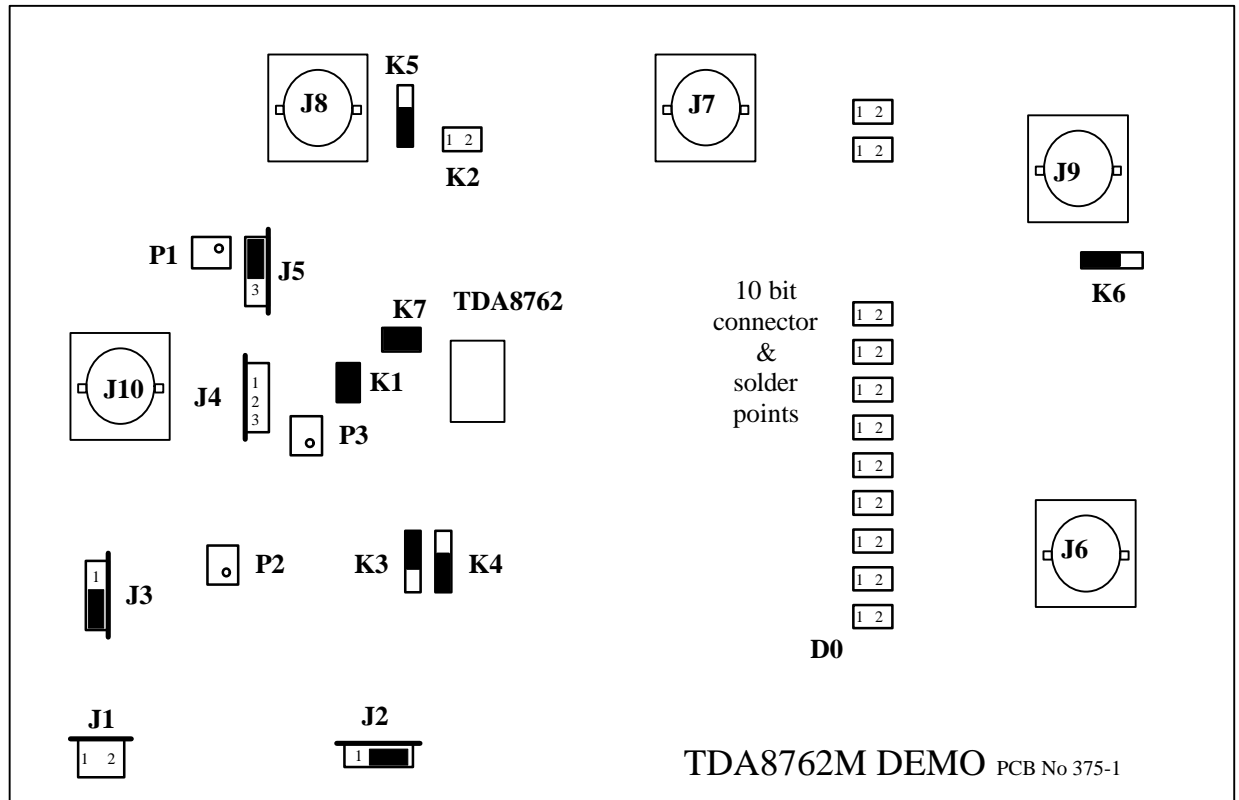 K5
J8
J7
1 2
1 2
K2
1 2
J9
P1
J5
3
K6
K7
TDA8762
10 bit
connector
&
solder
points
1 2
1 2
1 2
1 2
1 2
1 2
1 2
1 2
1 2
J10
J4
1
2
3
K1
P3
K3
K4
P2
J3
1
J6
D0
J1
1 2
J2
1
TDA8762M DEMO PCB No 375-1